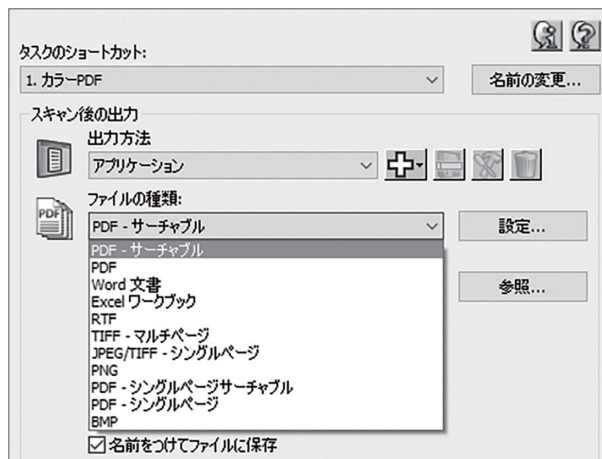 タスクのショートカット:
1. カラーPDF
名前の変更...
スキャン後の出力
出力方法
アプリケーション
ファイルの種類:
PDF
PDF - サーチャブル
設定...
PDF - サーチャブル
PDF
Word 文書
Excel ワークブック
RTF
TIFF - マルチページ
JPEG/TIFF - シングルページ
PNG
PDF - シングルページサーチャブル
PDF - シングルページ
BMP
参照...
名前をつけてファイルに保存